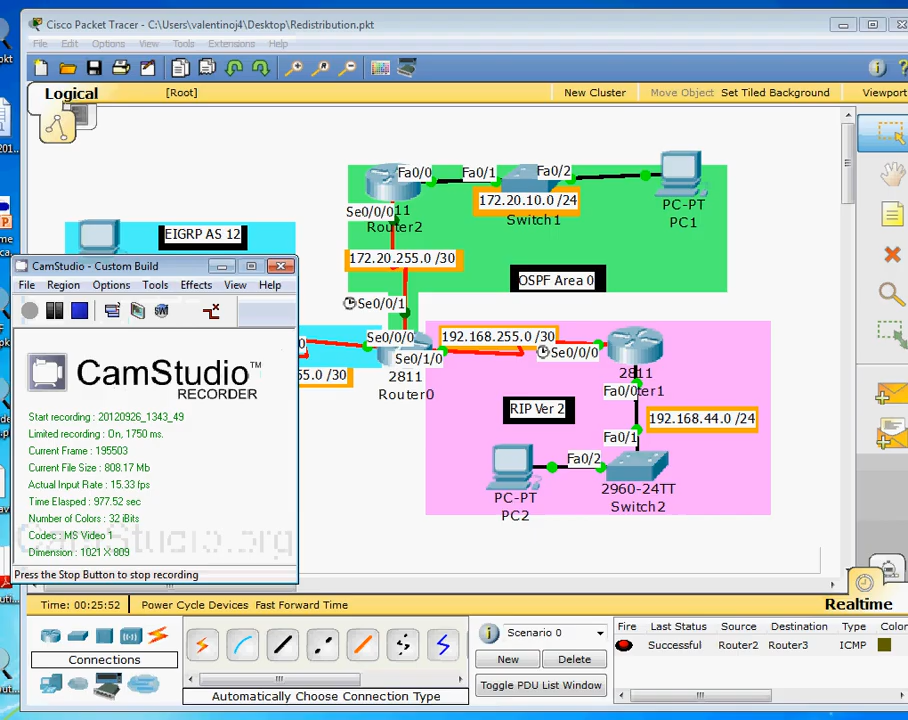 Cisco Packet Tracer - C:\Users\valentinoj4\Desktop\Redistribution.pkt
File Edit Options View Tools Extensions Help
Logical
[Root]
New Cluster
Move Object
Set Tiled Background
Viewport
EIGRP AS 12
Fa0/0
Fa0/1
Fa0/2
172.20.10.0 /24
Switch1
PC-PT
PC1
Se0/0/0
11
Router2
172.20.255.0 /30
OSPF Area 0
Se0/0/1
Se0/0/0
Se0/1/0
2811
Router0
0
55.0 /30
192.168.255.0 /30
Se0/0/0
2811
ter1
Fa0/0
192.168.44.0 /24
RIP Ver 2
Fa0/1
Fa0/2
PC-PT
PC2
2960-24TT
Switch2
CamStudio - Custom Build
File Region Options Tools Effects View Help
SWF
CamStudio™
RECORDER
Start recording : 20120926_1343_49
Limited recording : On, 1750 ms.
Current Frame : 195503
Current File Size : 808.17 Mb
Actual Input Rate : 15.33 fps
Time Elasped : 977.52 sec
Number of Colors : 32 iBits
Codec : MS Video 1
Dimension : 1021 X 809
CamStudio.org
Press the Stop Button to stop recording
Time: 00:25:52
Power Cycle Devices Fast Forward Time
Realtime
Connections
Automatically Choose Connection Type
Scenario 0
New
Delete
Toggle PDU List Window
Fire Last Status Source Destination Type Color
Successful Router2 Router3 ICMP